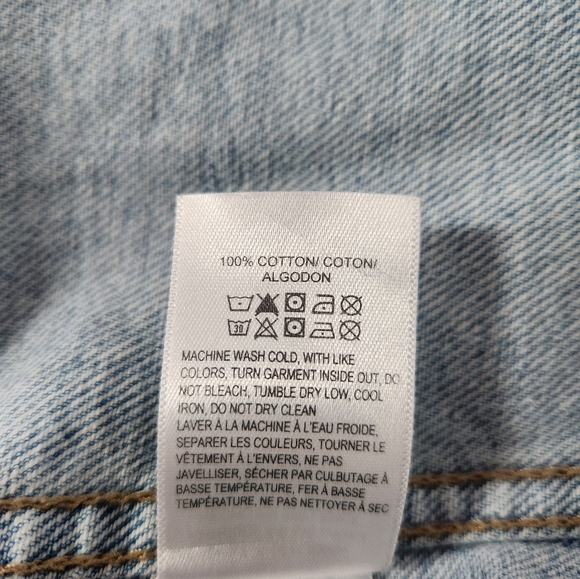 100% COTTON/ COTON/
ALGODON
30
MACHINE WASH COLD, WITH LIKE
COLORS, TURN GARMENT INSIDE OUT, DO
NOT BLEACH, TUMBLE DRY LOW, COOL
IRON, DO NOT DRY CLEAN
LAVER À LA MACHINE À L'EAU FROIDE,
SEPARER LES COULEURS, TOURNER LE
VÊTEMENT À L'ENVERS, NE PAS
JAVELLISER, SÉCHER PAR CULBUTAGE À
BASSE TEMPÉRATURE, FER À BASSE
TEMPÉRATURE, NE PAS NETTOYER À SEC